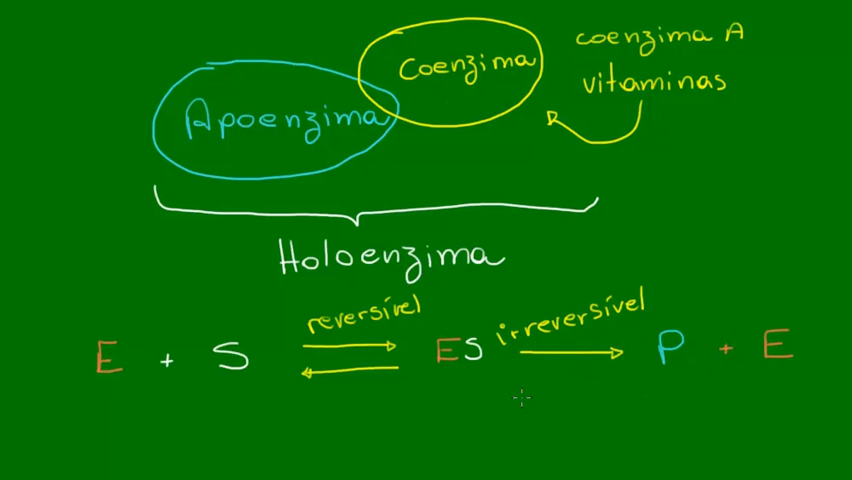 Apoenzima
Coenzima
coenzima A
vitaminas
Holoenzima
reversível
irreversível
E + S ES P + E